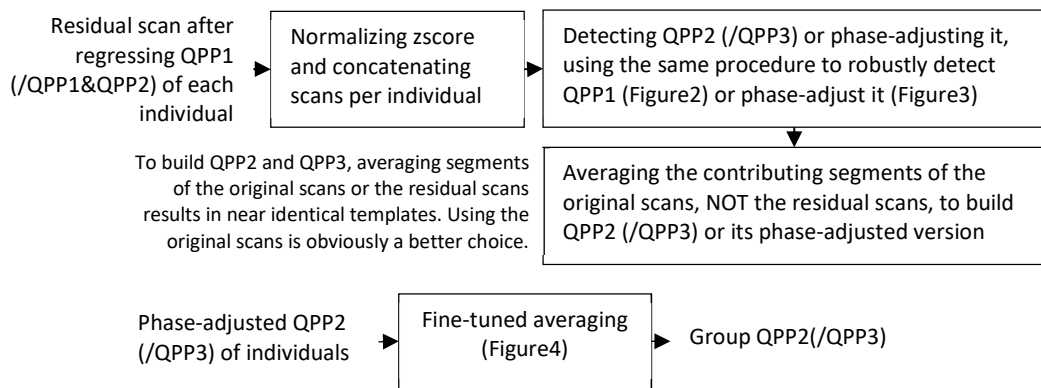 Residual scan after
regressing QPP1
(/QPP1&QPP2) of each
individual
Normalizing zscore
and concatenating
scans per individual
Detecting QPP2 (/QPP3) or phase-adjusting it,
using the same procedure to robustly detect
QPP1 (Figure2) or phase-adjust it (Figure3)
To build QPP2 and QPP3, averaging segments
of the original scans or the residual scans
results in near identical templates. Using the
original scans is obviously a better choice.
Averaging the contributing segments of the
original scans, NOT the residual scans, to build
QPP2 (/QPP3) or its phase-adjusted version
Phase-adjusted QPP2
(/QPP3) of individuals
Fine-tuned averaging
(Figure4)
Group QPP2(/QPP3)